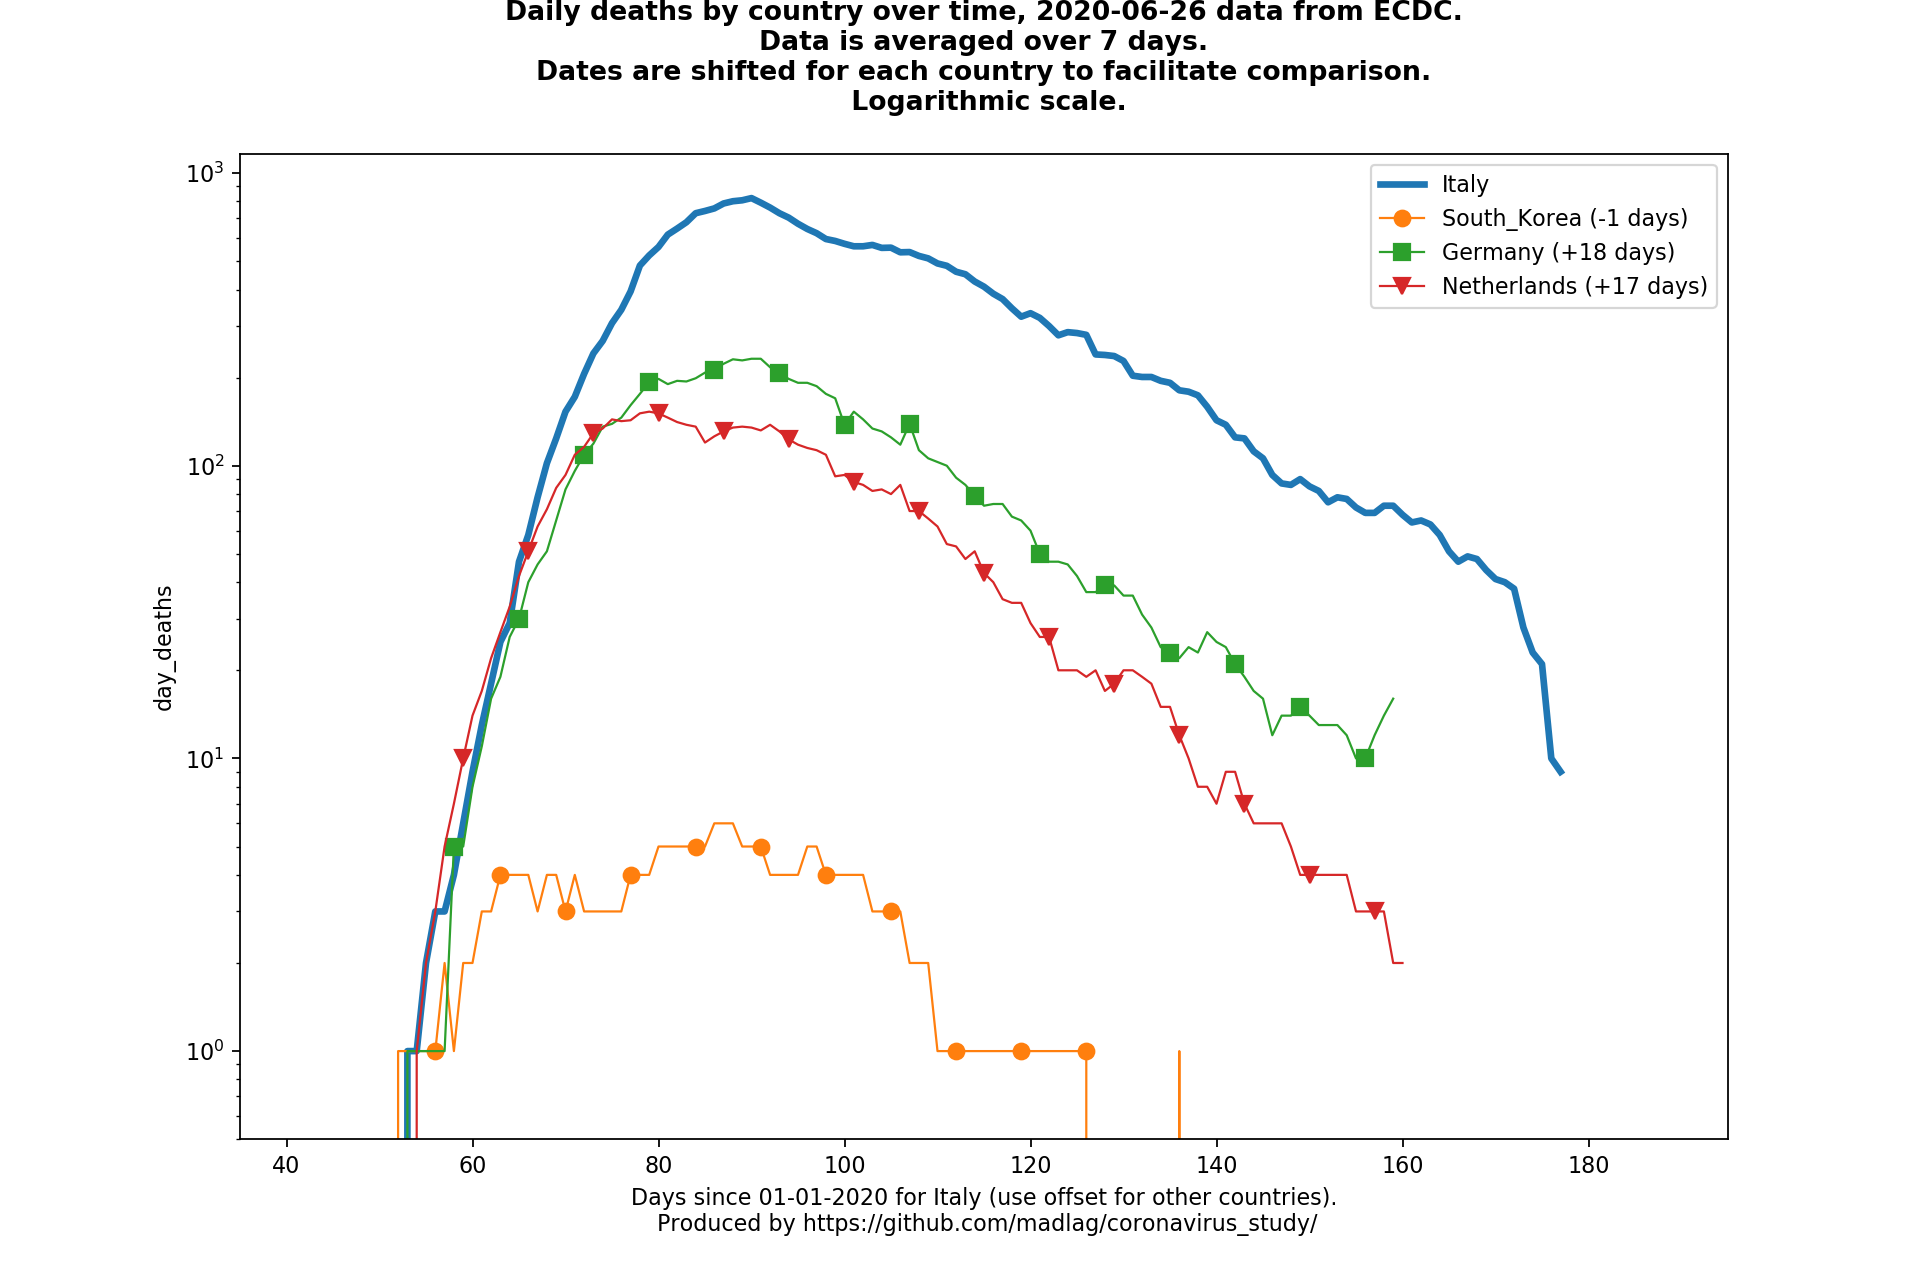 Daily deaths by country over time, 2020-06-26 data from ECDC.
Data is averaged over 7 days.
Dates are shifted for each country to facilitate comparison.
Logarithmic scale.
10³
Italy
South_Korea (-1 days)
Germany (+18 days)
Netherlands (+17 days)
10²
day_deaths
10¹
10⁰
40 60 80 100 120 140 160 180
Days since 01-01-2020 for Italy (use offset for other countries).
Produced by https://github.com/madlag/coronavirus_study/